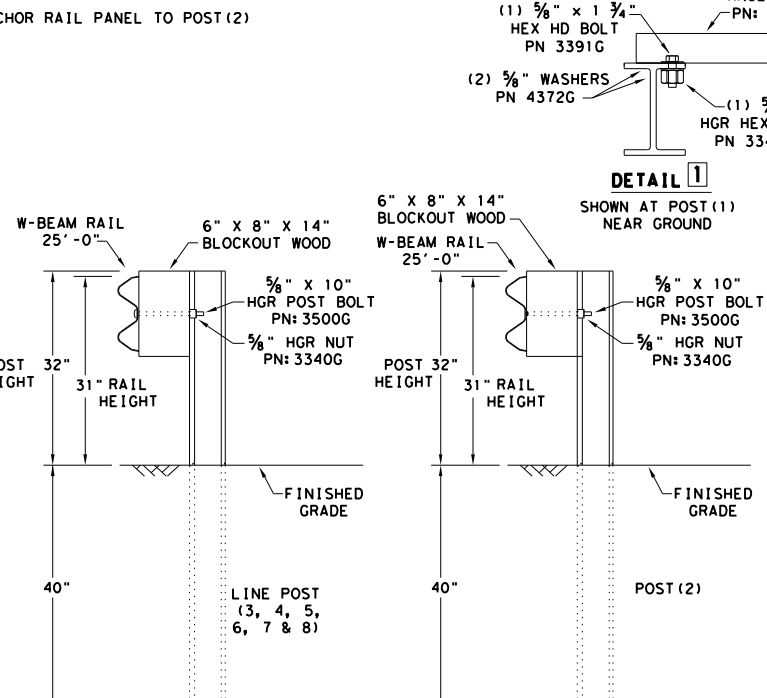 CHOR RAIL PANEL TO POST(2)
(1) 5/8" x 1 3/4"
HEX HD BOLT
PN 3391G
PN:
(2) 5/8" WASHERS
PN 4372G
(1)
HGR HEX
PN 334
DETAIL 1
SHOWN AT POST(1)
NEAR GROUND
W-BEAM RAIL
25'-0"
6" X 8" X 14"
BLOCKOUT WOOD
5/8" X 10"
HGR POST BOLT
PN:3500G
5/8" HGR NUT
PN:3340G
OST 32"
IGHT
31" RAIL
HEIGHT
FINISHED
GRADE
40"
LINE POST
(3, 4, 5,
6, 7 & 8)
6" X 8" X 14"
BLOCKOUT WOOD
W-BEAM RAIL
25'-0"
5/8" X 10"
HGR POST BOLT
PN:3500G
5/8" HGR NUT
PN:3340G
POST 32"
HEIGHT
31" RAIL
HEIGHT
FINISHED
GRADE
40"
POST(2)